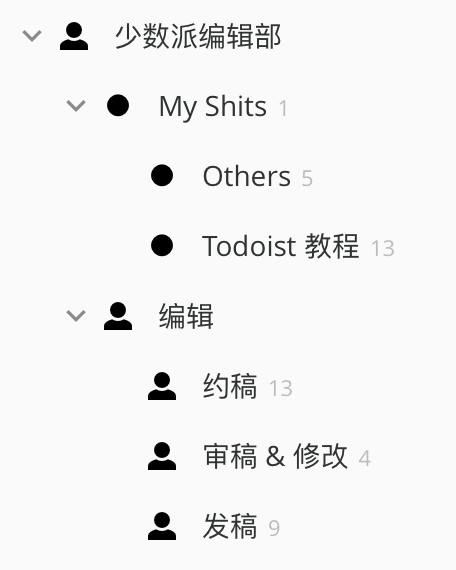 少数派编辑部
My Shits 1
Others 5
Todoist 教程 13
编辑
约稿 13
审稿 & 修改 4
发稿 9